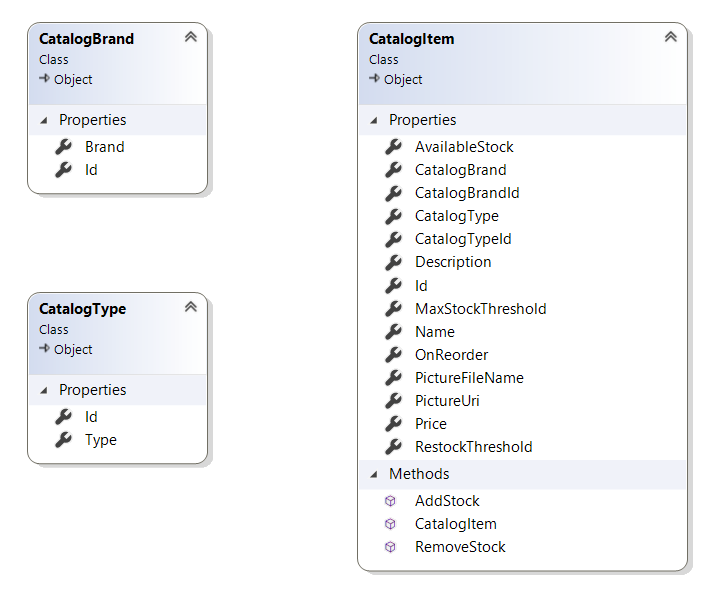 CatalogBrand
Class
Object
Properties
Brand
Id
CatalogType
Class
Object
Properties
Id
Type
CatalogItem
Class
Object
Properties
AvailableStock
CatalogBrand
CatalogBrandId
CatalogType
CatalogTypeId
Description
Id
MaxStockThreshold
Name
OnReorder
PictureFileName
PictureUri
Price
RestockThreshold
Methods
AddStock
CatalogItem
RemoveStock